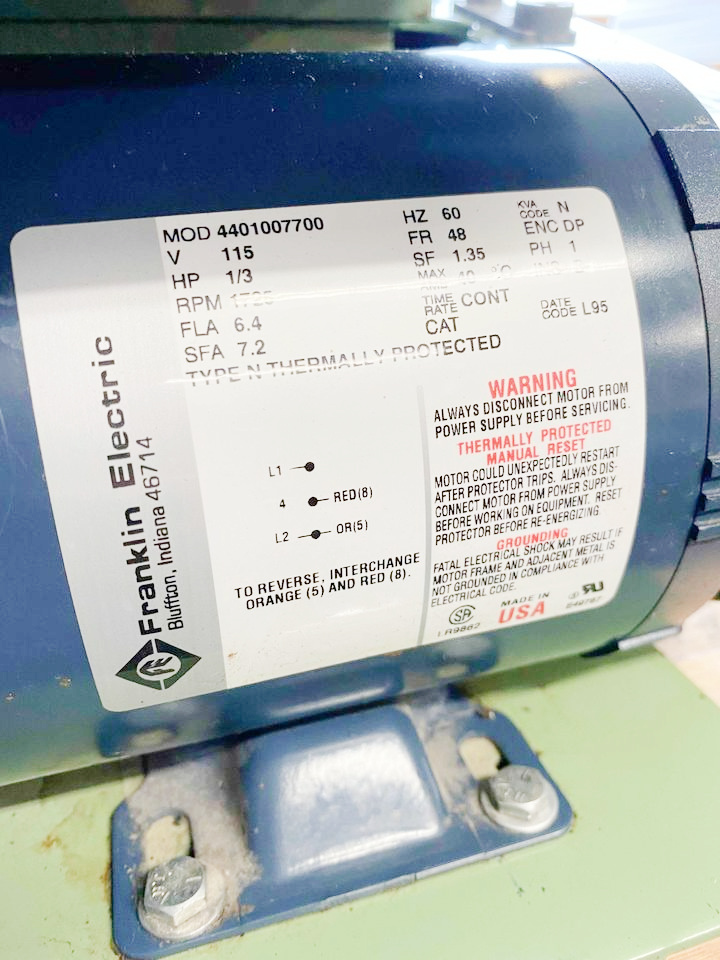 Franklin Electric
Bluffton, Indiana 46714
MOD 4401007700
V 115
HP 1/3
RPM 1725
FLA 6.4
SFA 7.2
TYPE N THERMALLY PROTECTED
HZ 60
FR 48
SF 1.35
MAX AMB 40 °C
TIME RATE CONT
CAT
KVA CODE N
ENC DP
PH 1
DATE CODE L95
L1
4 RED(8)
L2 OR(5)
TO REVERSE, INTERCHANGE
ORANGE (5) AND RED (8).
WARNING
ALWAYS DISCONNECT MOTOR FROM
POWER SUPPLY BEFORE SERVICING.
THERMALLY PROTECTED
MANUAL RESET
MOTOR COULD UNEXPECTEDLY RESTART
AFTER PROTECTOR TRIPS. ALWAYS DIS-
CONNECT MOTOR FROM POWER SUPPLY
BEFORE WORKING ON EQUIPMENT. RESET
PROTECTOR BEFORE RE-ENERGIZING.
GROUNDING
FATAL ELECTRICAL SHOCK MAY RESULT IF
MOTOR FRAME AND ADJACENT METAL IS
NOT GROUNDED IN COMPLIANCE WITH
ELECTRICAL CODE.
LR9862
MADE IN
USA